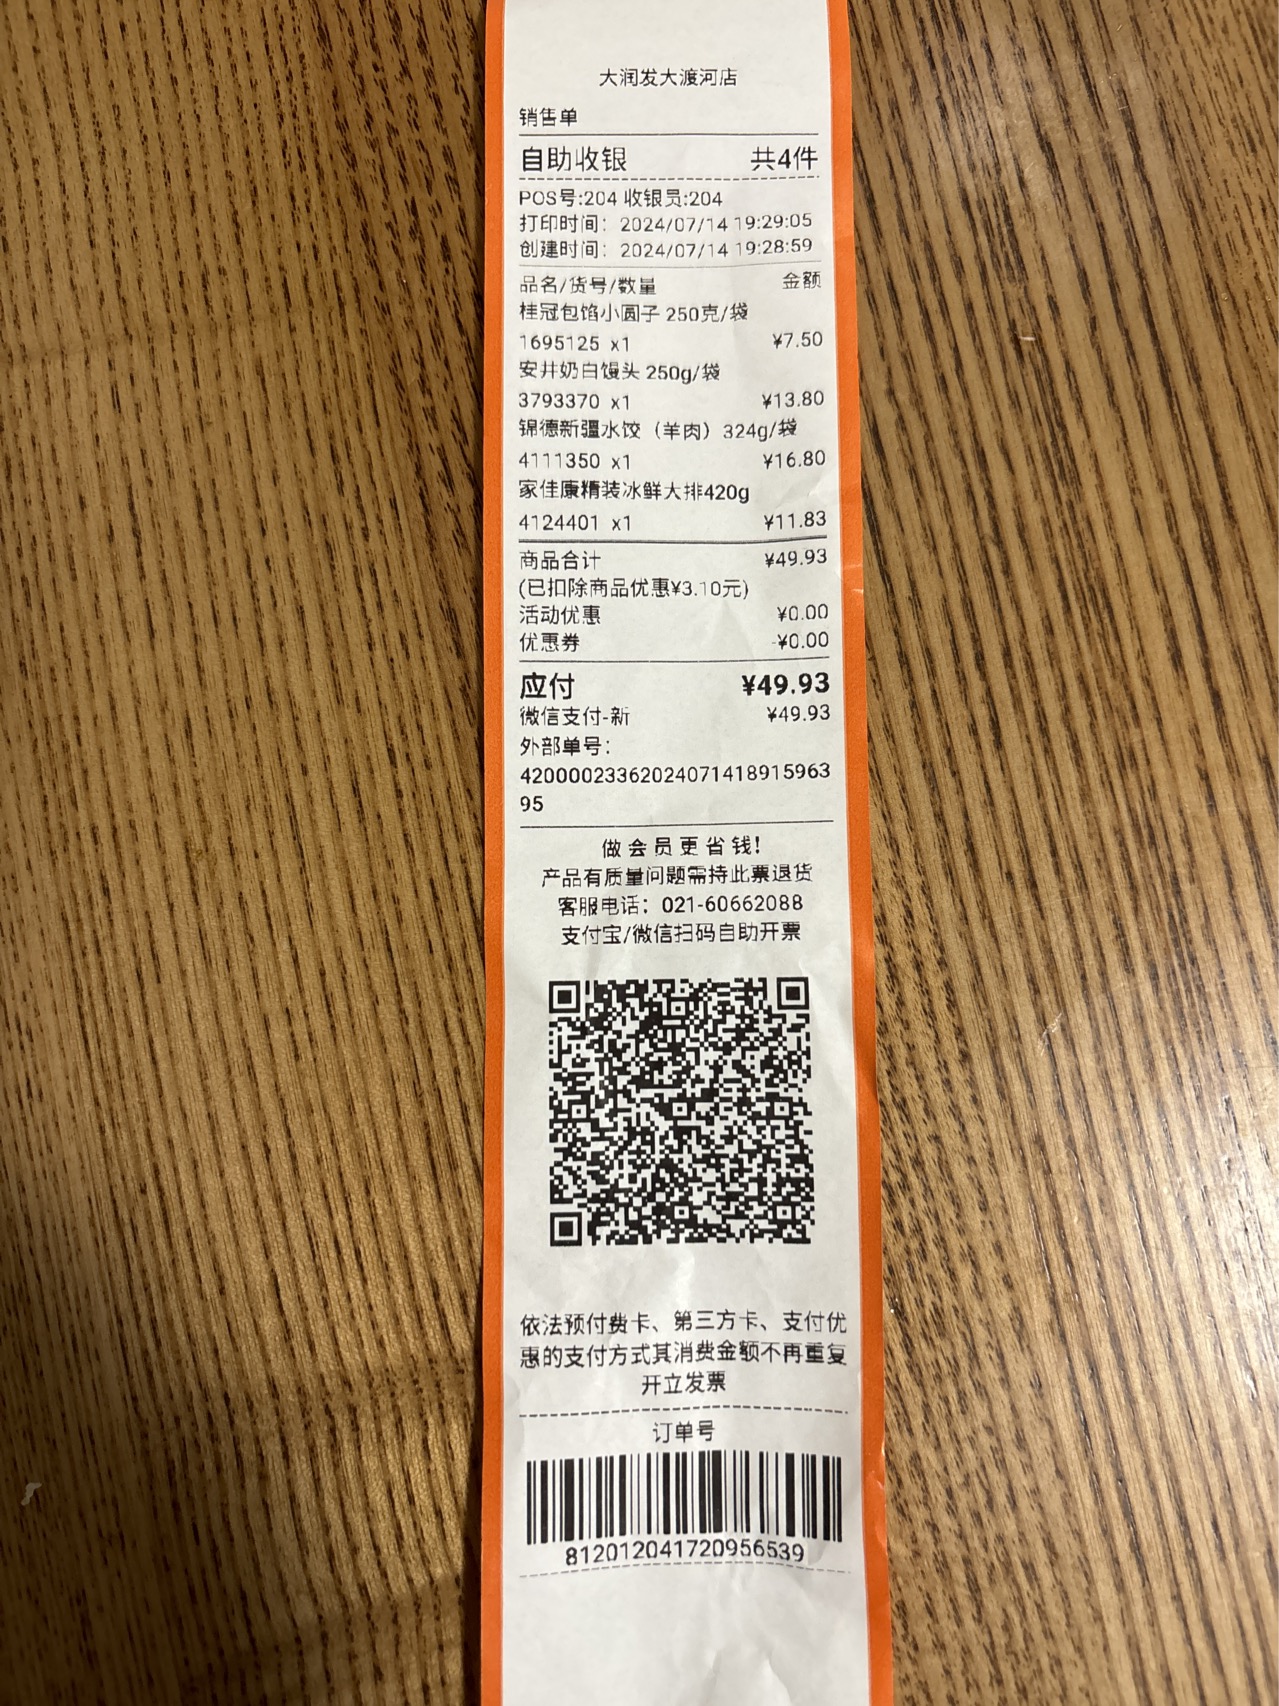 大润发大渡河店
销售单
自助收银 共4件
POS号:204 收银员:204
打印时间：2024/07/14 19:29:05
创建时间：2024/07/14 19:28:59
品名/货号/数量 金额
桂冠包馅小圆子 250克/袋
1695125 x1 ¥7.50
安井奶白馒头 250g/袋
3793370 x1 ¥13.80
锦德新疆水饺（羊肉）324g/袋
4111350 x1 ¥16.80
家佳康精装冰鲜大排420g
4124401 x1 ¥11.83
商品合计 ¥49.93
(已扣除商品优惠¥3.10元)
活动优惠 ¥0.00
优惠券 -¥0.00
应付 ¥49.93
微信支付-新 ¥49.93
外部单号：
42000023362024071418915963
95
做会员更省钱!
产品有质量问题需持此票退货
客服电话：021-60662088
支付宝/微信扫码自助开票
依法预付费卡、第三方卡、支付优
惠的支付方式其消费金额不再重复
开立发票
订单号
812012041720956539